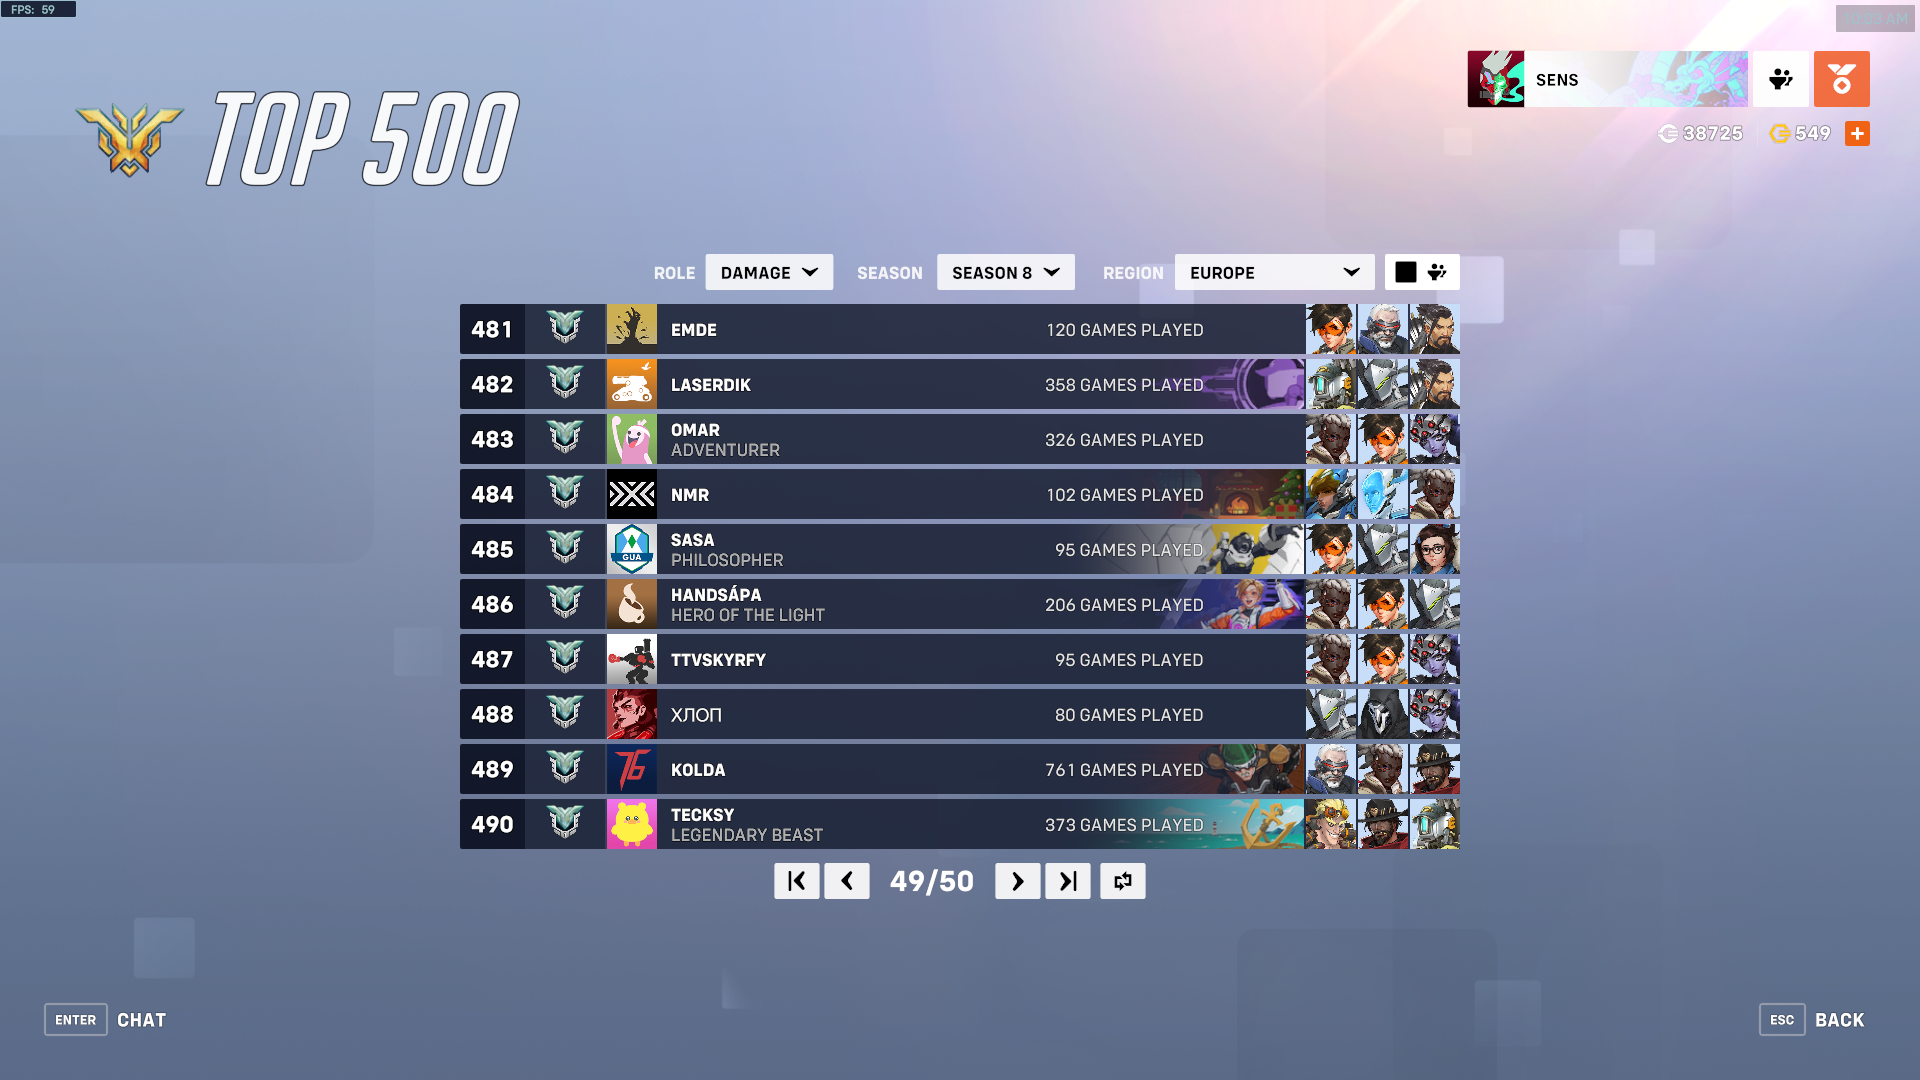 FPS: 59
TOP 500
SENS
38725
549
ROLE
DAMAGE
SEASON
SEASON 8
REGION
EUROPE
481 EMDE 120 GAMES PLAYED
482 LASERDIK 358 GAMES PLAYED
483 OMAR 326 GAMES PLAYED
ADVENTURER
484 NMR 102 GAMES PLAYED
485 GUA SASA 95 GAMES PLAYED
PHILOSOPHER
486 HANDSÁPA 206 GAMES PLAYED
HERO OF THE LIGHT
487 TTVSKYRFY 95 GAMES PLAYED
488 ХЛОП 80 GAMES PLAYED
489 76 KOLDA 761 GAMES PLAYED
490 TECKSY 373 GAMES PLAYED
LEGENDARY BEAST
49/50
ENTER CHAT
ESC BACK